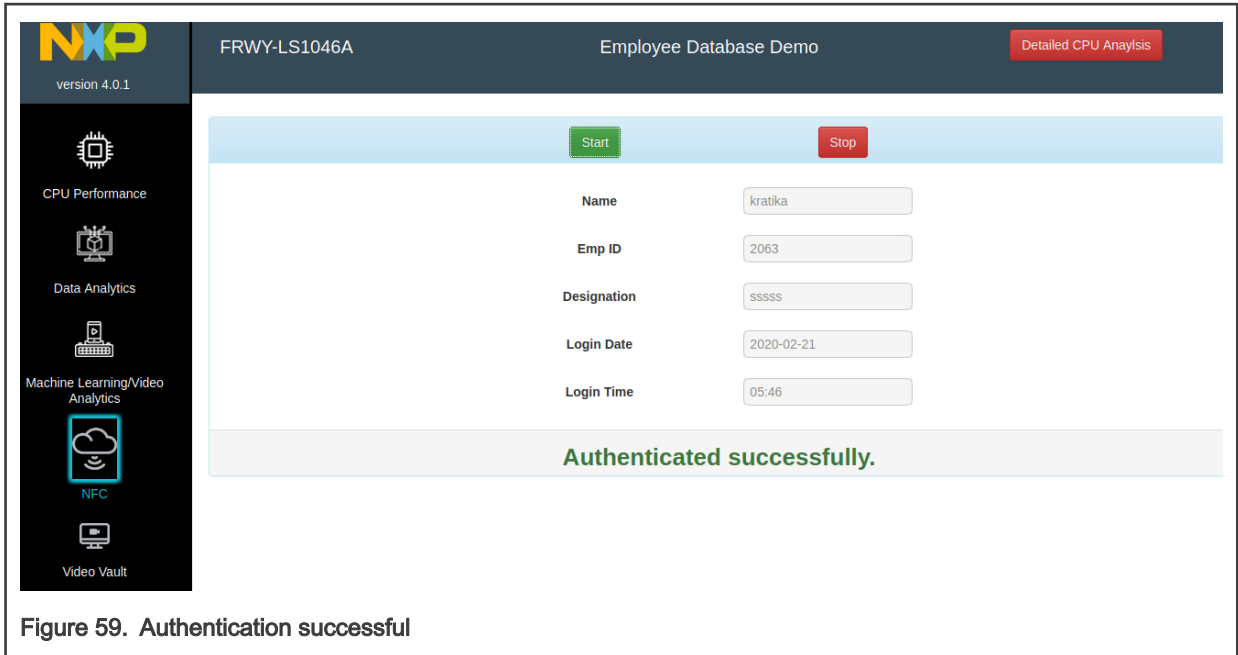 NXP
version 4.0.1
FRWY-LS1046A
Employee Database Demo
Detailed CPU Anaylsis
CPU Performance
Data Analytics
Machine Learning/Video
Analytics
NFC
Video Vault
Start
Stop
Name
kratika
Emp ID
2063
Designation
sssss
Login Date
2020-02-21
Login Time
05:46
Authenticated successfully.
Figure 59. Authentication successful